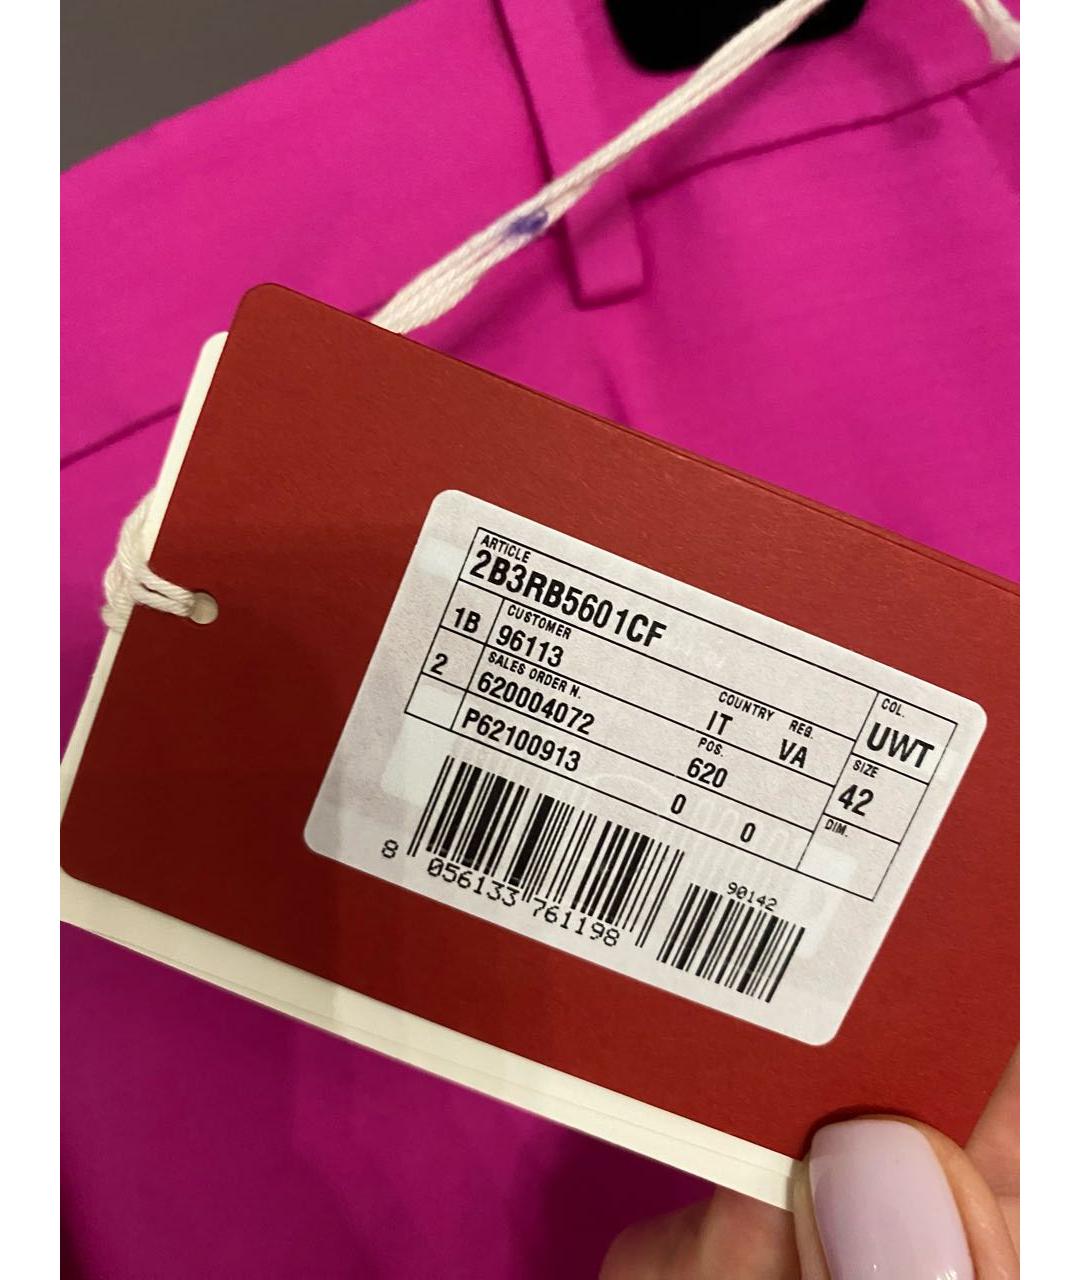 ARTICLE
2B3RB5601CF
1B
CUSTOMER
96113
COUNTRY REG.
IT VA
COL.
UWT
2
SALES ORDER N.
620004072
POS.
620
SIZE
42
P62100913 0 0
DIM.
8 056133 761198
90142